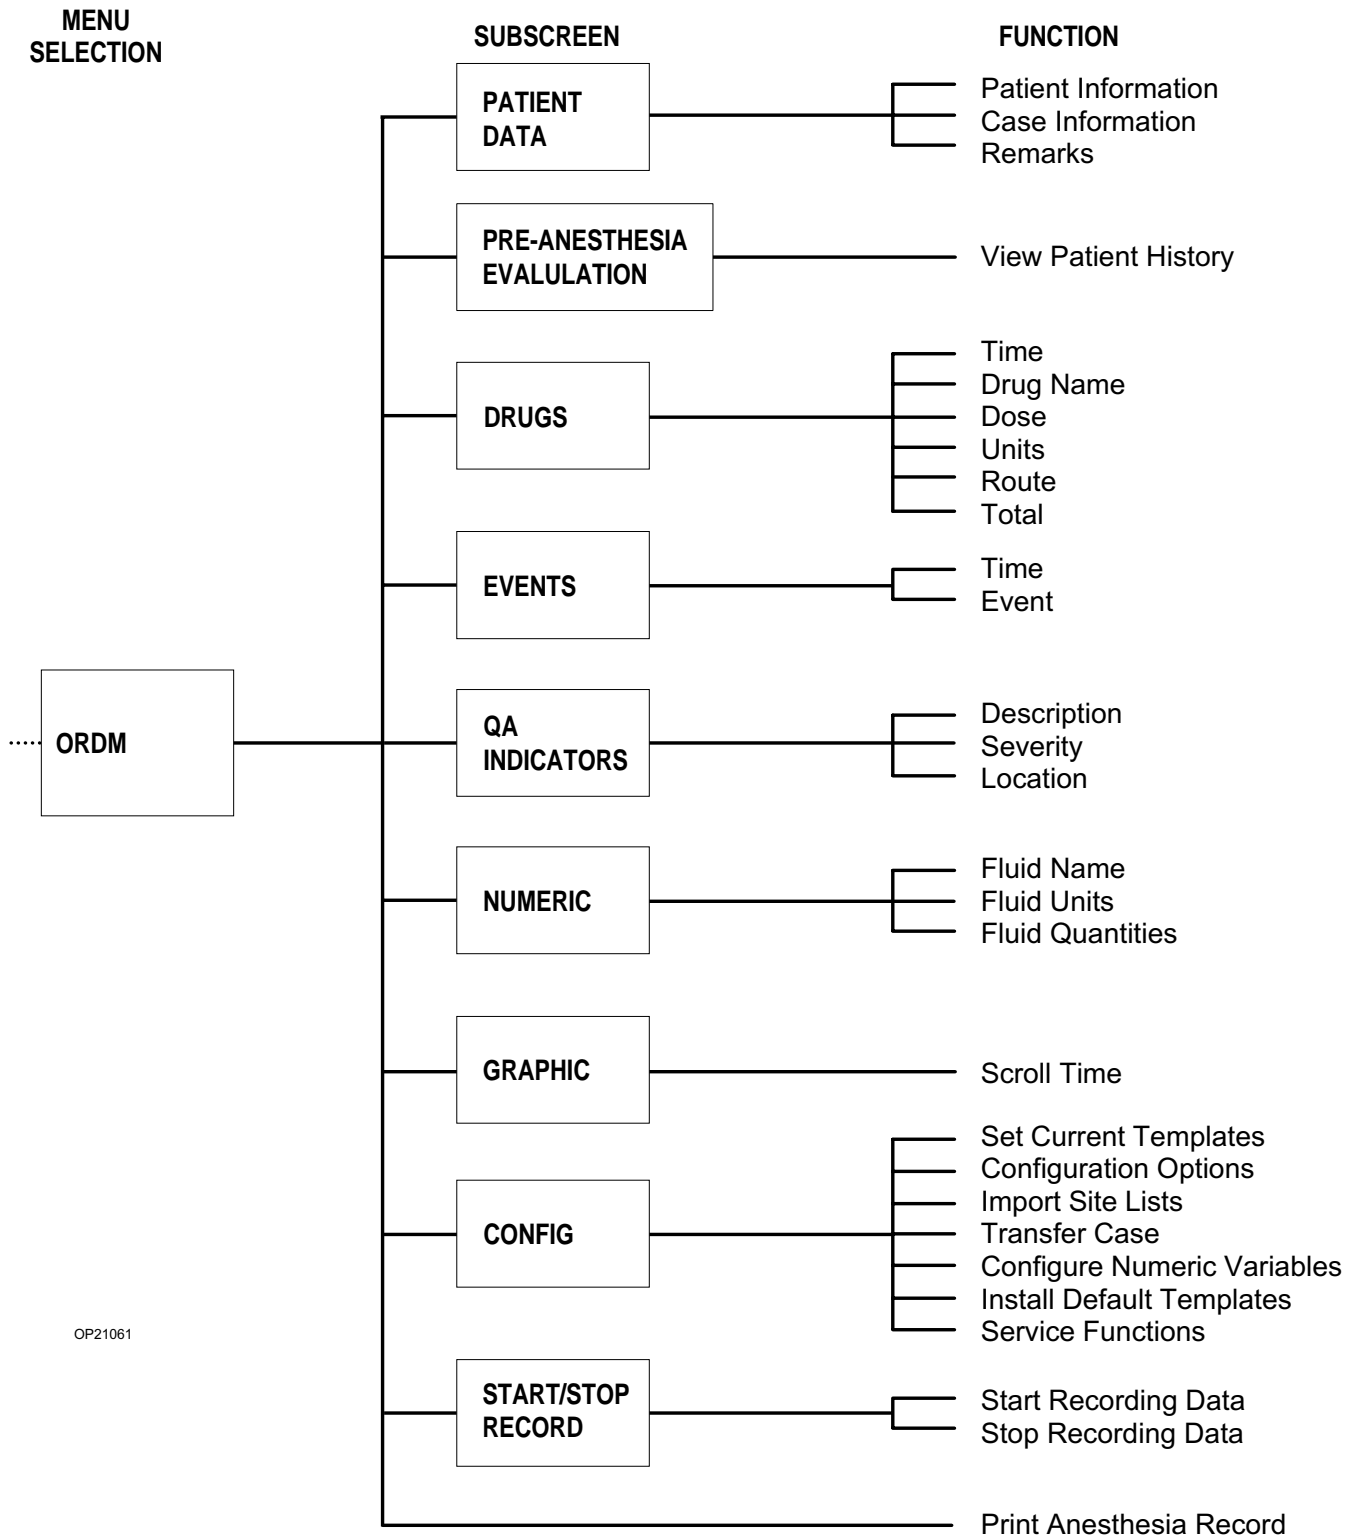 MENU
SELECTION
SUBSCREEN
FUNCTION
PATIENT
DATA
Patient Information
Case Information
Remarks
PRE-ANESTHESIA
EVALULATION
View Patient History
DRUGS
Time
Drug Name
Dose
Units
Route
Total
EVENTS
Time
Event
ORDM
QA
INDICATORS
Description
Severity
Location
NUMERIC
Fluid Name
Fluid Units
Fluid Quantities
GRAPHIC
Scroll Time
CONFIG
Set Current Templates
Configuration Options
Import Site Lists
Transfer Case
Configure Numeric Variables
Install Default Templates
Service Functions
OP21061
START/STOP
RECORD
Start Recording Data
Stop Recording Data
Print Anesthesia Record